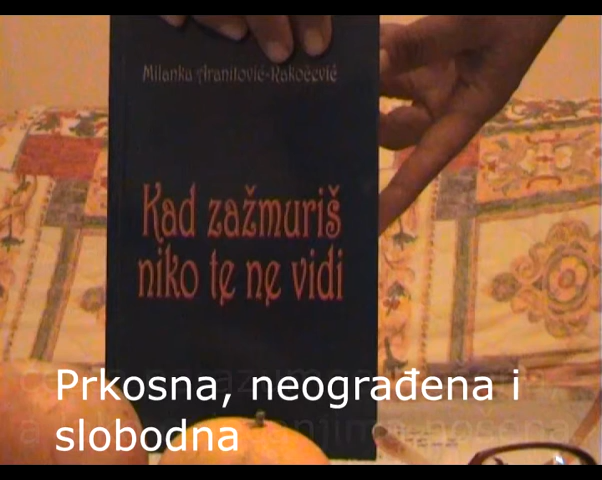 Milanka Aranitović-Rakočević
Kad zažmuriš
niko te ne vidi
Prkosna, neograđena i
slobodna